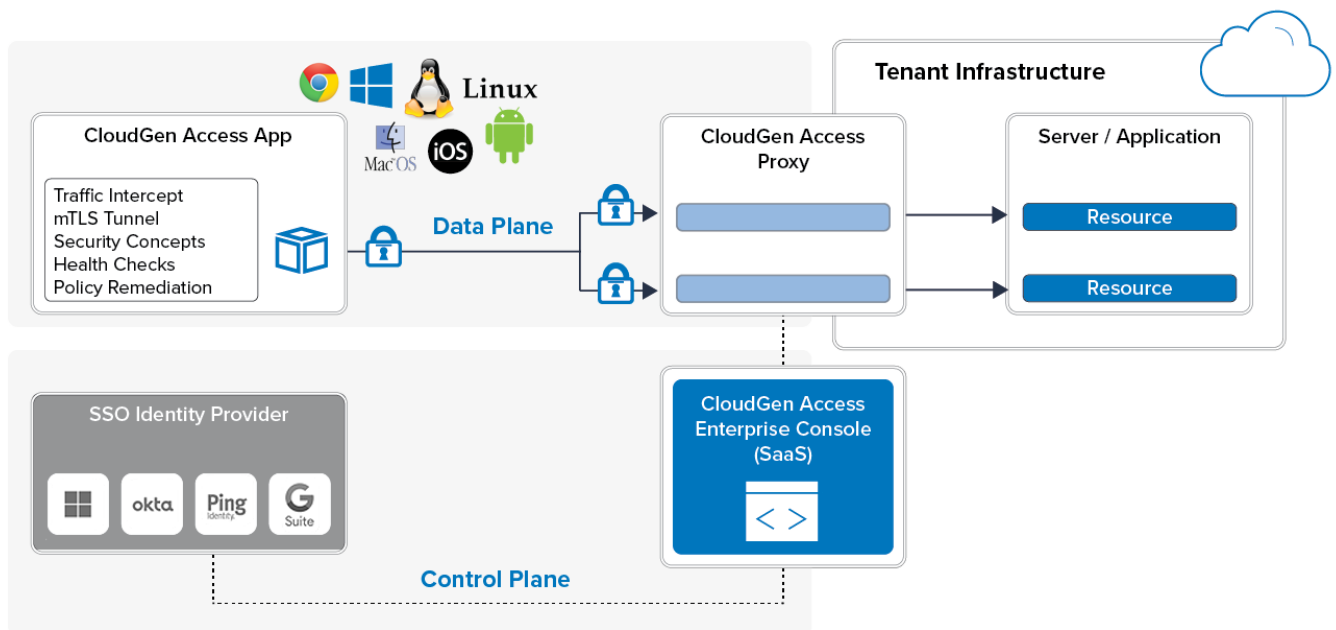 Tenant Infrastructure
Linux
Mac OS
iOS
CloudGen Access App
Traffic Intercept
mTLS Tunnel
Security Concepts
Health Checks
Policy Remediation
Data Plane
CloudGen Access
Proxy
Server / Application
Resource
Resource
SSO Identity Provider
okta
Ping
Identity.
G
Suite
CloudGen Access
Enterprise Console
(SaaS)
< >
Control Plane